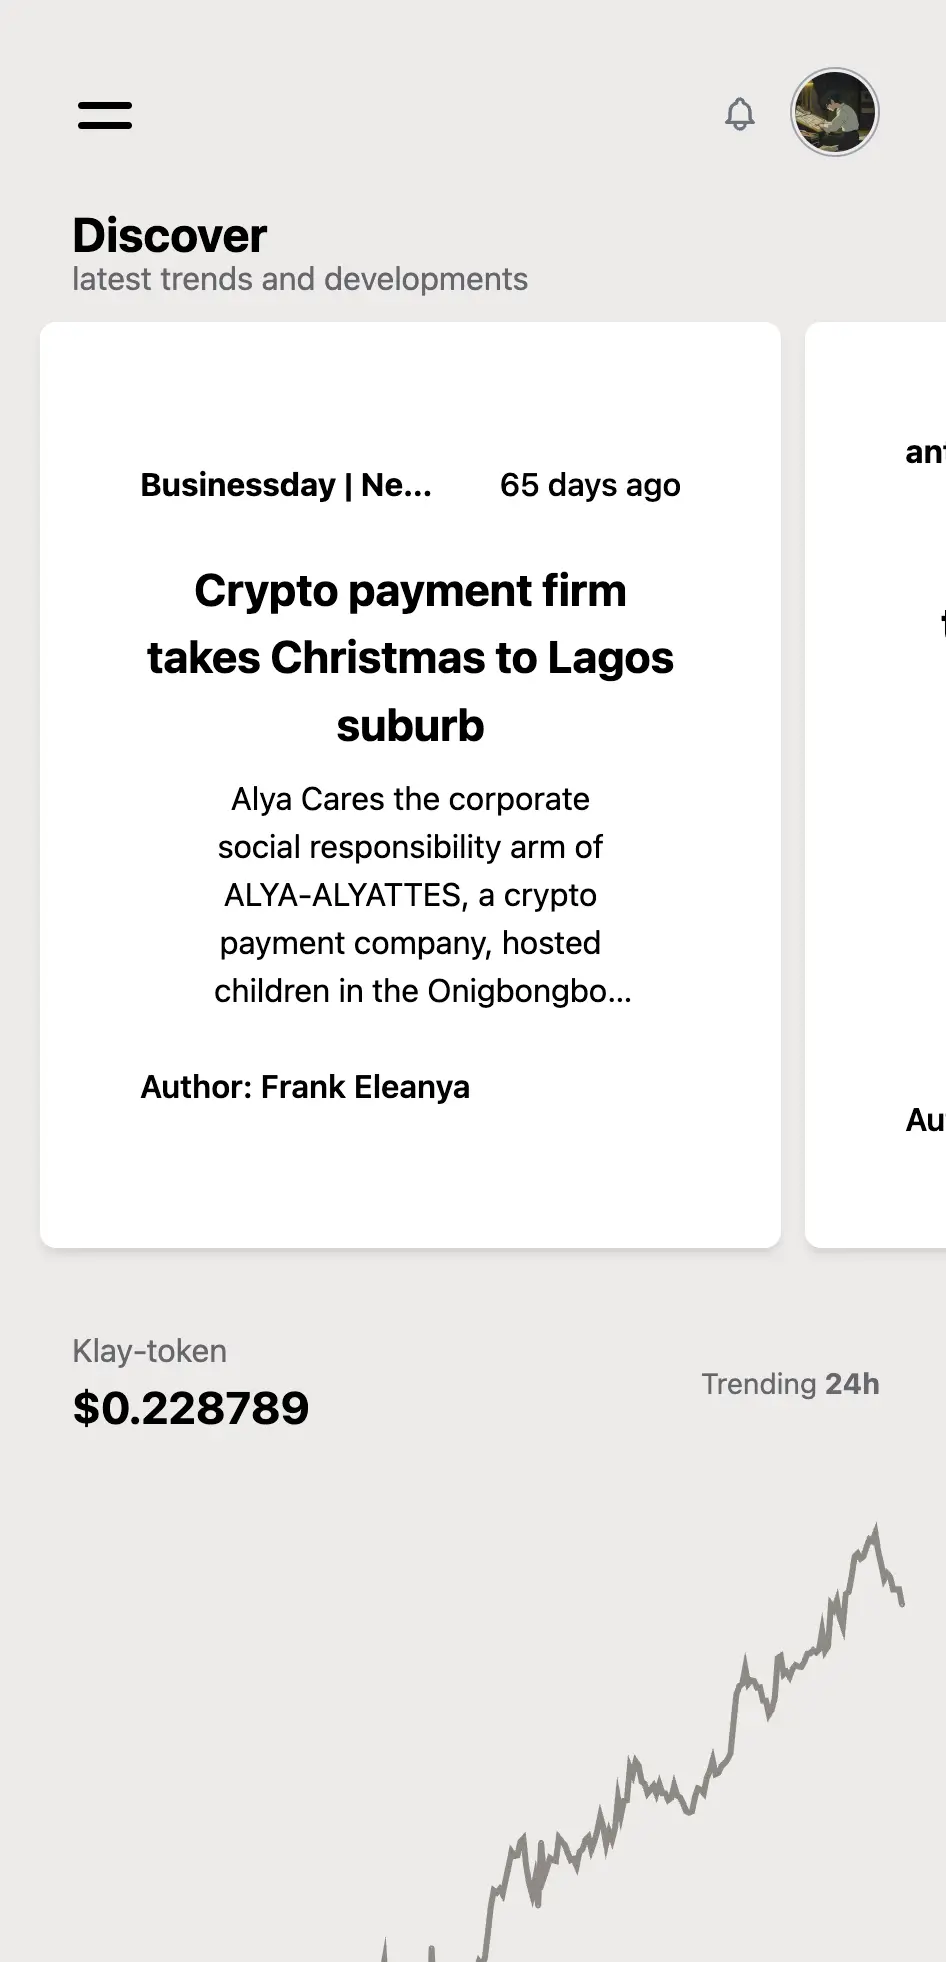 Discover
latest trends and developments
Businessday | Ne... 65 days ago
Crypto payment firm
takes Christmas to Lagos
suburb
Alya Cares the corporate
social responsibility arm of
ALYA-ALYATTES, a crypto
payment company, hosted
children in the Onigbongbo...
Author: Frank Eleanya
Klay-token
$0.228789
Trending 24h